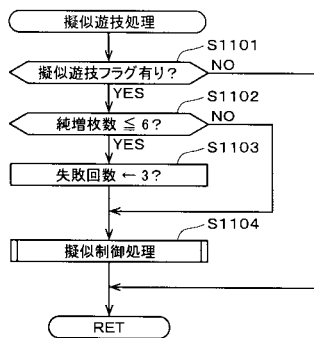 擬似遊技処理
S1101
擬似遊技フラグ有り?
NO
YES
S1102
純増枚数 ≦ 6?
NO
YES
S1103
失敗回数 ← 3?
S1104
擬似制御処理
RET